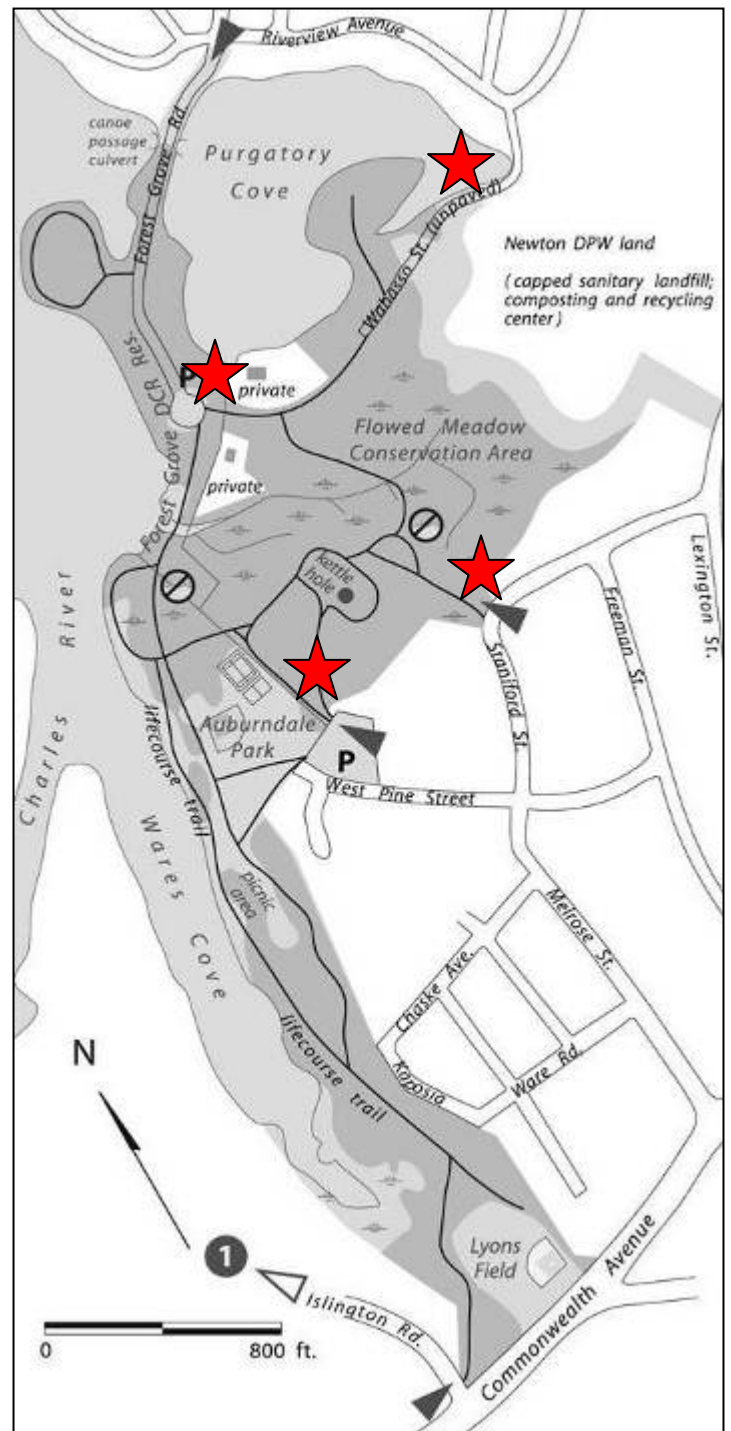 Riverview Avenue
canoe
passage
culvert
Forest Grove Rd.
Purgatory
Cove
Wabasso St. (unpaved)
Newton DPW land
(capped sanitary landfill;
composting and recycling
center)
P
private
Forest Grove DCR Res.
Flowed Meadow
Conservation Area
private
kettle
hole
Lexington St.
Freeman St.
Staniford St.
Charles River
Auburndale
Park
P
West Pine Street
lifecourse trail
Wares Cove
picnic
area
Melrose St.
Chaske Ave.
Kaposia
Ware Rd.
lifecourse trail
N
1
Lyons
Field
Islington Rd.
Commonwealth Avenue
0 800 ft.